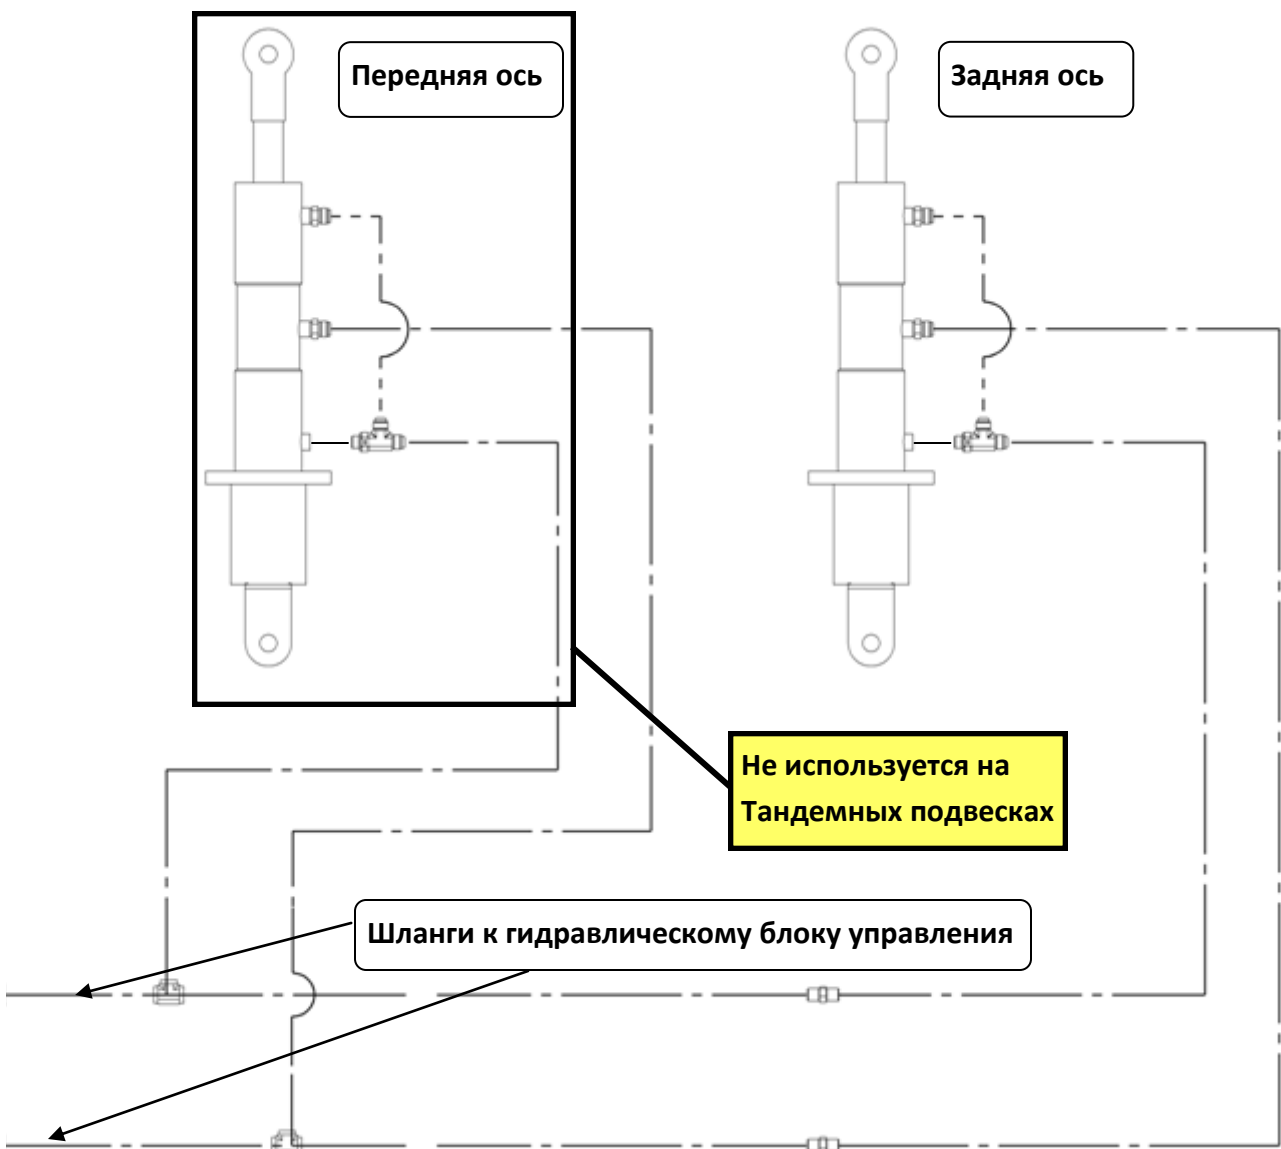 Передняя ось
Задняя ось
Не используется на
Тандемных подвесках
Шланги к гидравлическому блоку управления